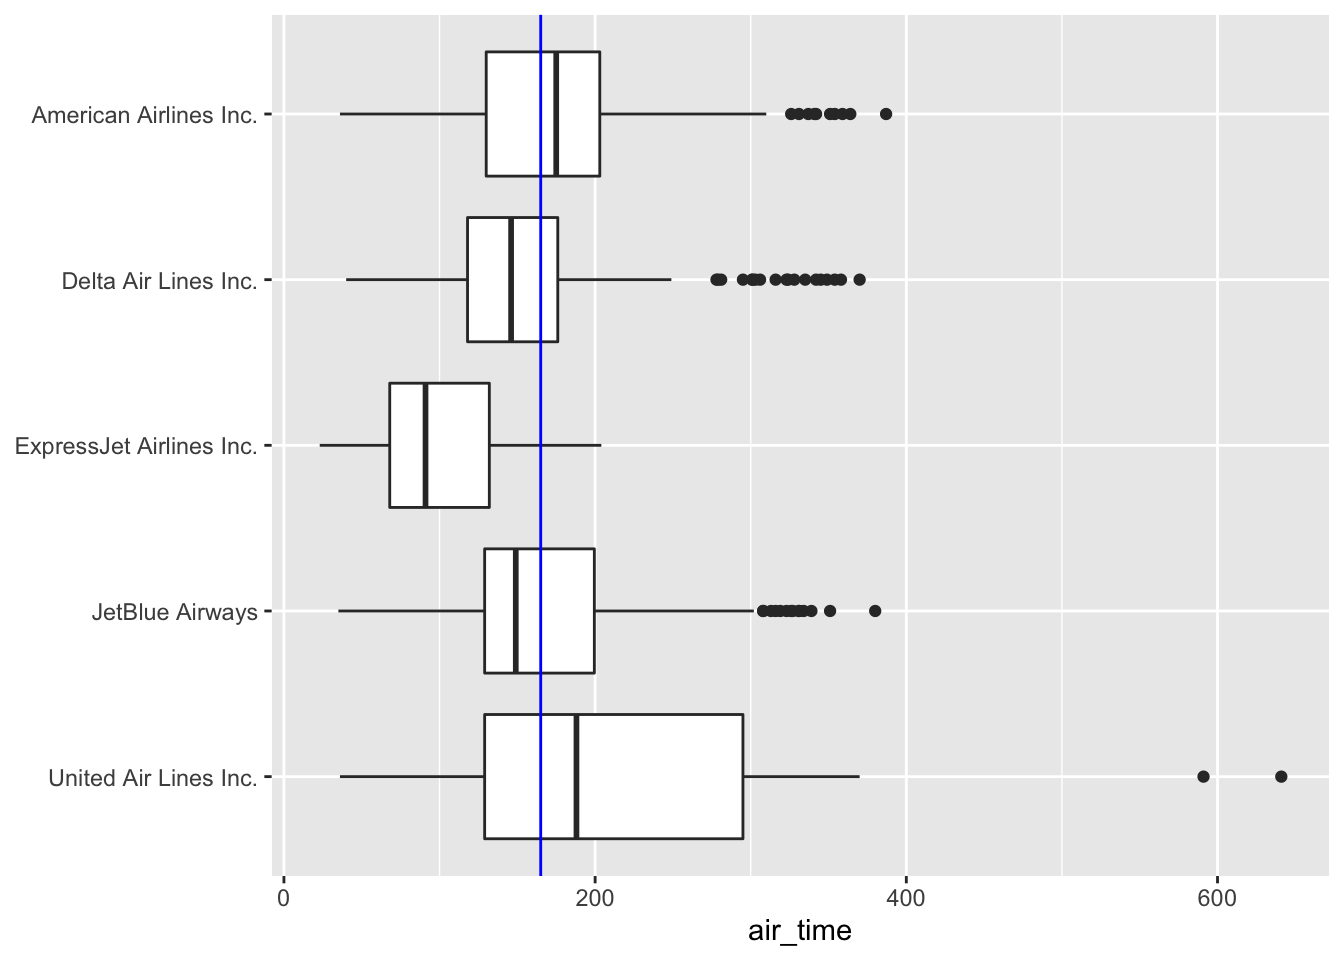 American Airlines Inc.
Delta Air Lines Inc.
ExpressJet Airlines Inc.
JetBlue Airways
United Air Lines Inc.
0 200 400 600
air_time